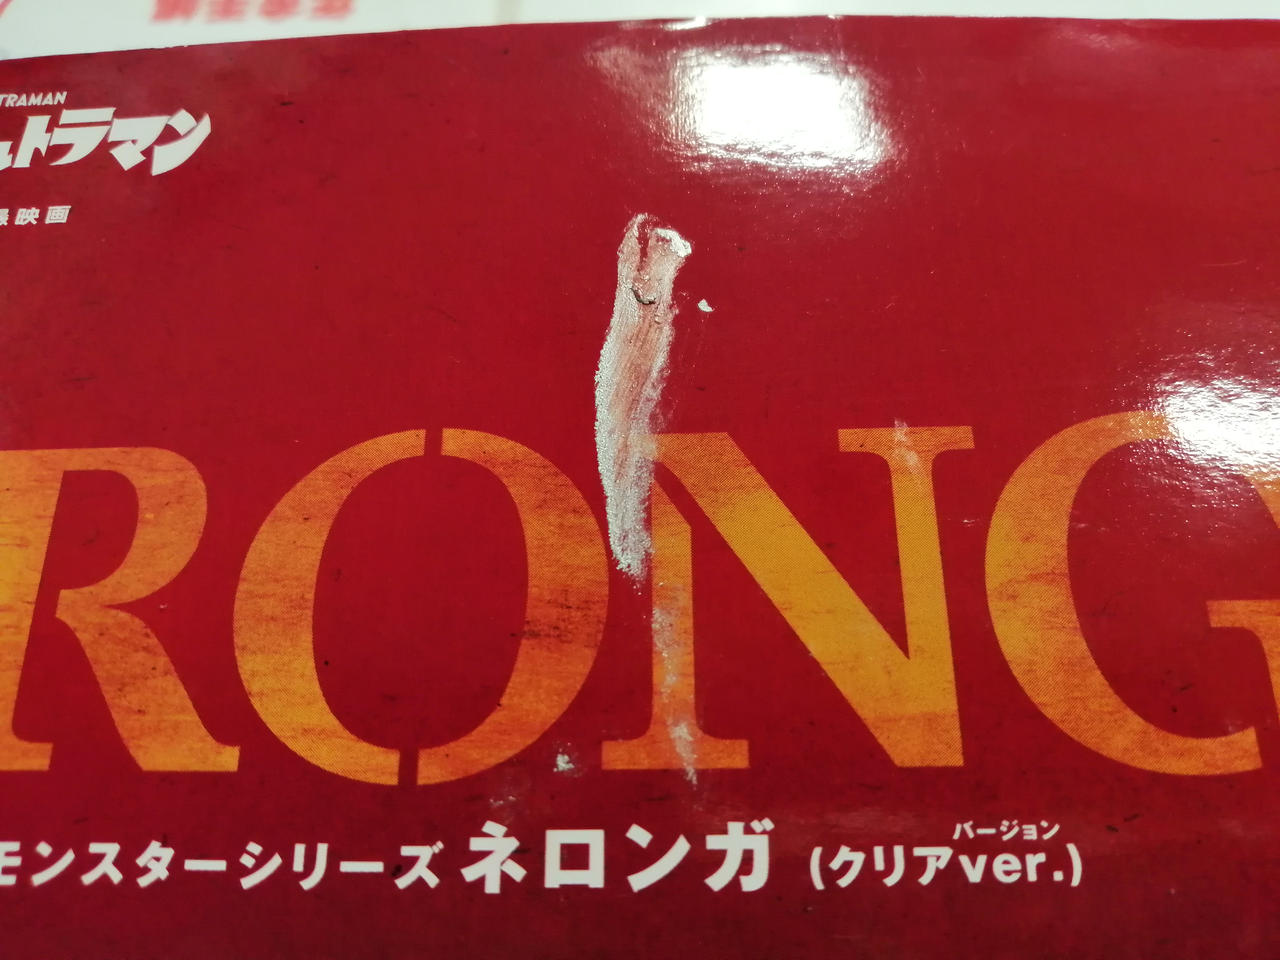 TRAMAN
ュトラマン
映画
RONG
モンスターシリーズ ネロンガ (クリアver.)
バージョン